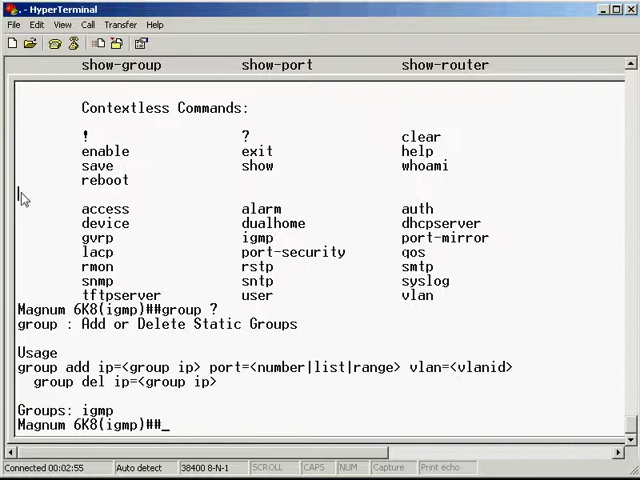 . - HyperTerminal
File Edit View Call Transfer Help
show-group show-port show-router
Contextless Commands:
! ? clear
enable exit help
save show whoami
reboot
access alarm auth
device dualhome dhcpserver
gvrp igmp port-mirror
lacp port-security qos
rmon rstp smtp
snmp sntp syslog
tftpserver user vlan
Magnum 6K8(igmp)##group ?
group : Add or Delete Static Groups
Usage
group add ip=<group ip> port=<number|list|range> vlan=<vlanid>
group del ip=<group ip>
Groups: igmp
Magnum 6K8(igmp)##_
Connected 00:02:55 Auto detect 38400 8-N-1 SCROLL CAPS NUM Capture Print echo